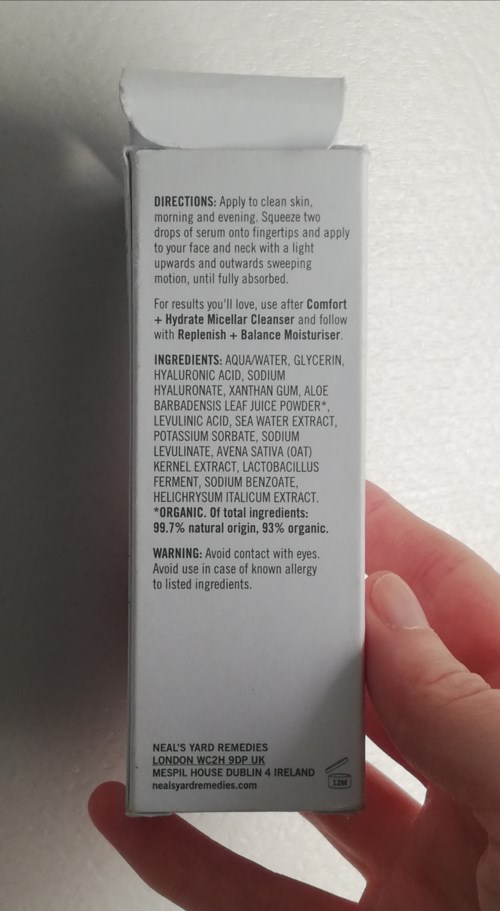 DIRECTIONS: Apply to clean skin,
morning and evening. Squeeze two
drops of serum onto fingertips and apply
to your face and neck with a light
upwards and outwards sweeping
motion, until fully absorbed.
For results you'll love, use after Comfort
+ Hydrate Micellar Cleanser and follow
with Replenish + Balance Moisturiser.
INGREDIENTS: AQUA/WATER, GLYCERIN,
HYALURONIC ACID, SODIUM
HYALURONATE, XANTHAN GUM, ALOE
BARBADENSIS LEAF JUICE POWDER*,
LEVULINIC ACID, SEA WATER EXTRACT,
POTASSIUM SORBATE, SODIUM
LEVULINATE, AVENA SATIVA (OAT)
KERNEL EXTRACT, LACTOBACILLUS
FERMENT, SODIUM BENZOATE,
HELICHRYSUM ITALICUM EXTRACT.
*ORGANIC. Of total ingredients:
99.7% natural origin, 93% organic.
WARNING: Avoid contact with eyes.
Avoid use in case of known allergy
to listed ingredients.
NEAL'S YARD REMEDIES
LONDON WC2H 9DP UK
MESPIL HOUSE DUBLIN 4 IRELAND
nealsyardremedies.com
12M